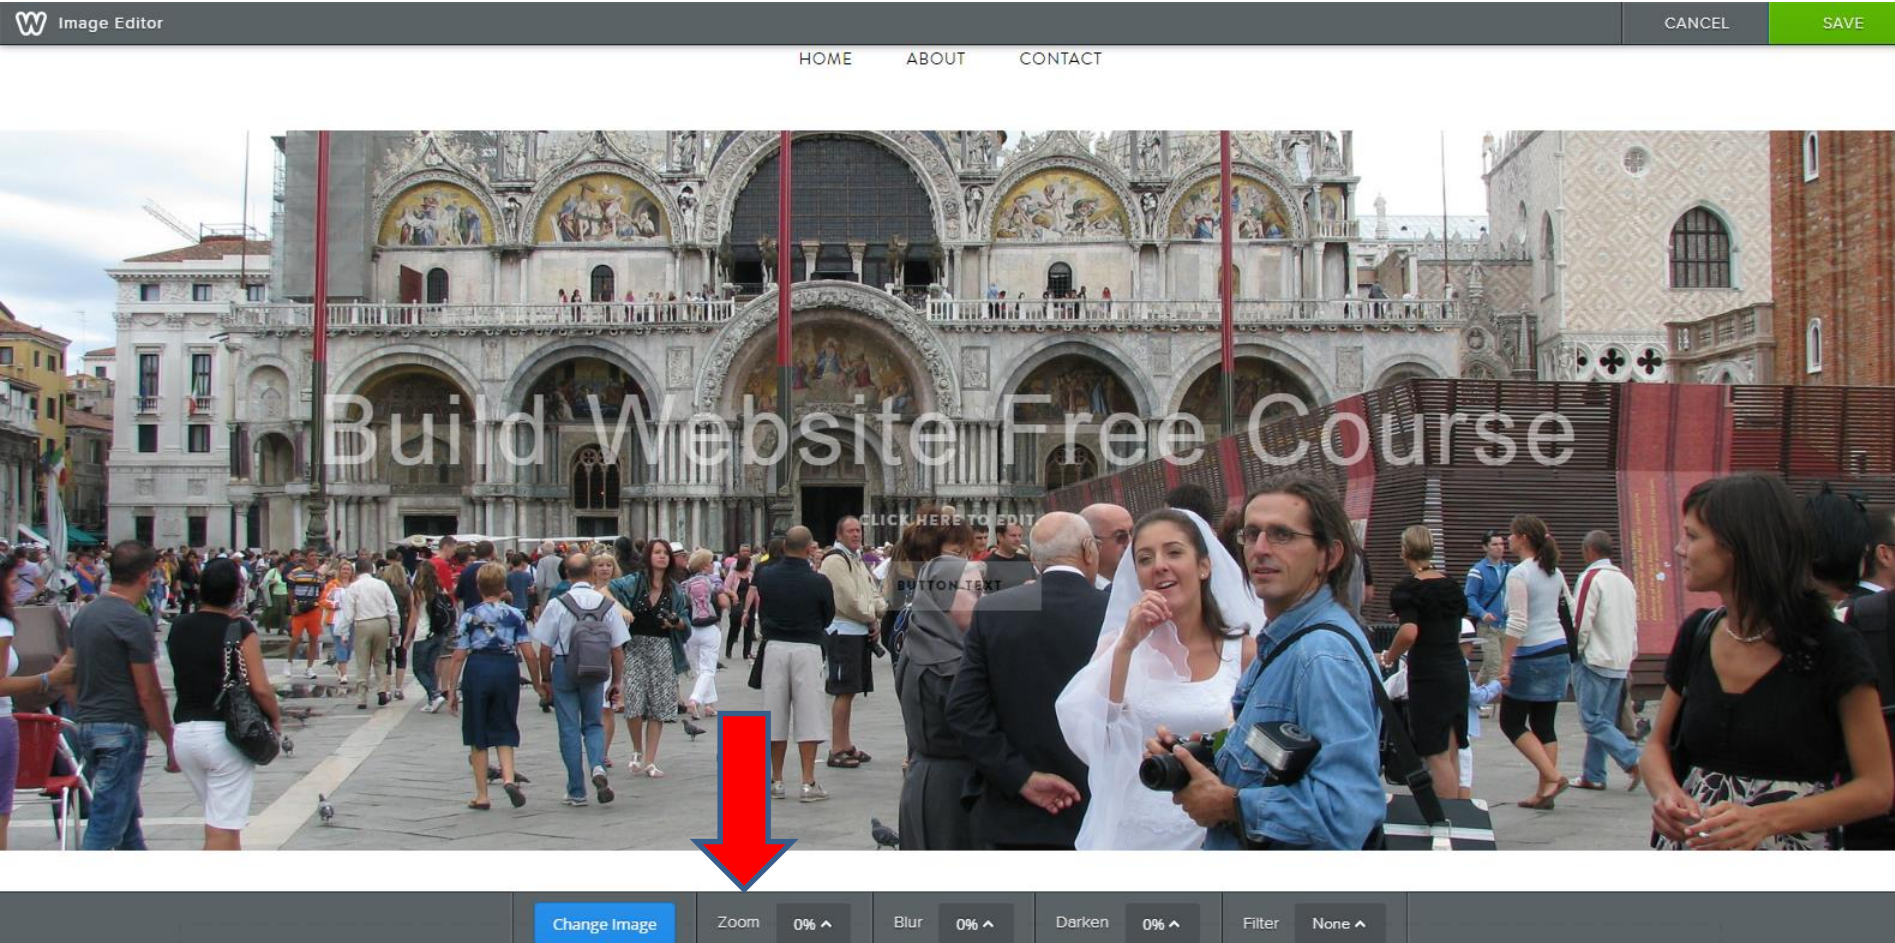 Image Editor
CANCEL
SAVE
HOME ABOUT CONTACT
Build Website Free Course
CLICK HERE TO EDIT
BUTTON TEXT
Change Image Zoom 0% Blur 0% Darken 0% Filter None